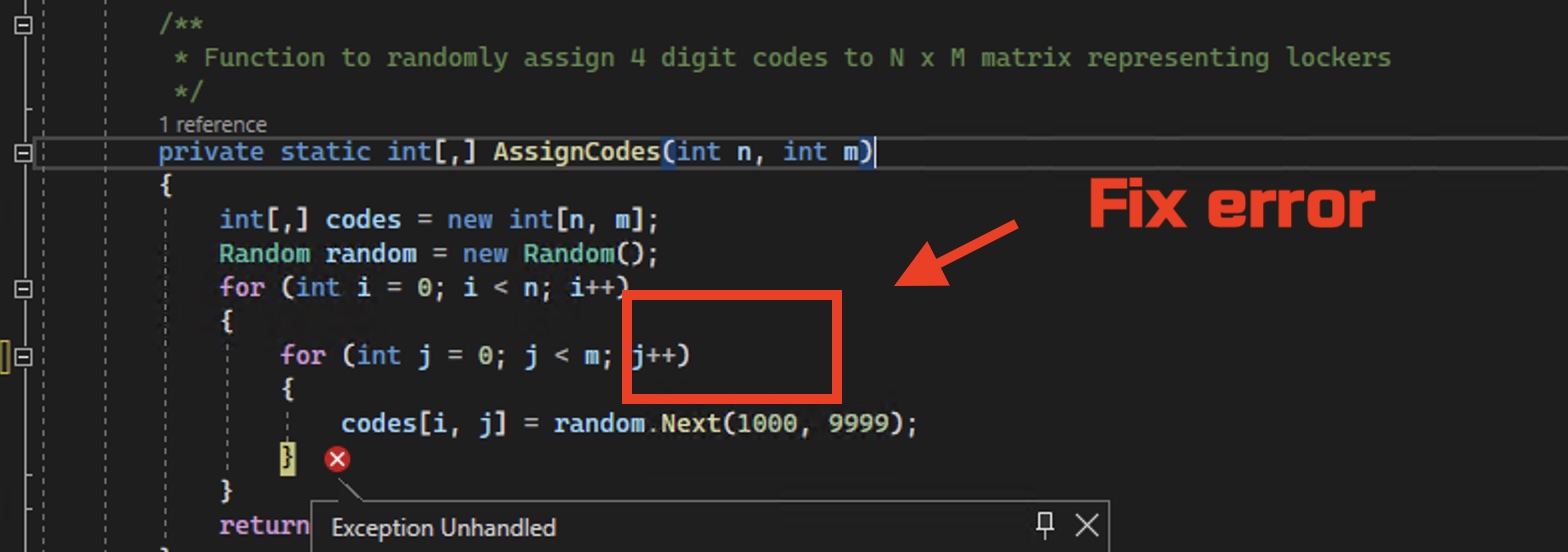 /**
* Function to randomly assign 4 digit codes to N x M matrix representing lockers
*/
1 reference
private static int[,] AssignCodes(int n, int m)
{
int[,] codes = new int[n, m];
Random random = new Random();
for (int i = 0; i < n; i++)
{
for (int j = 0; j < m; j++)
{
codes[i, j] = random.Next(1000, 9999);
}
}
return
Exception Unhandled
Fix error